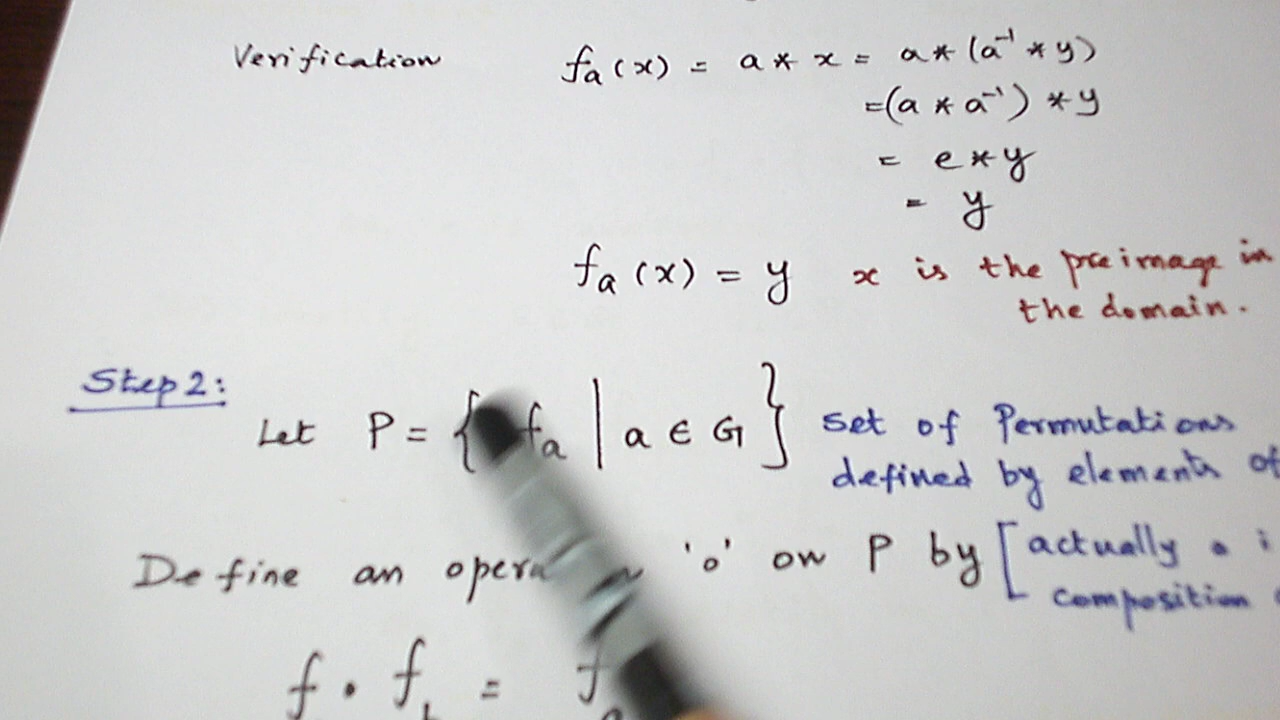 Verification fa(x) = a * x = a * (a⁻¹ * y)
= (a * a⁻¹) * y
= e * y
= y
fa(x) = y x is the preimage in
the domain.
Step 2:
Let P = { fa | a ∈ G } set of Permutations
defined by elements of
Define an 'o' on P by [actually o i
composition
f . f =